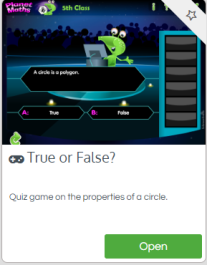 Planet Maths
5th Class
A circle is a polygon.
A: True
B: False
True or False?
Quiz game on the properties of a circle.
Open